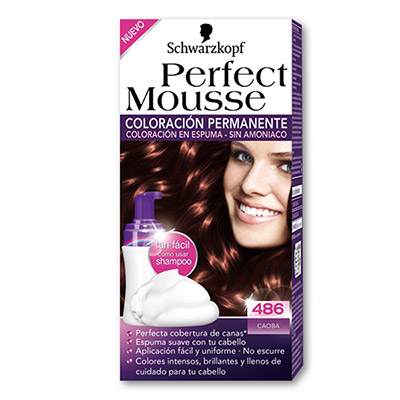 NUEVO
Schwarzkopf
Perfect
Mousse
COLORACIÓN PERMANENTE
COLORACIÓN EN ESPUMA - SIN AMONIACO
tan fácil
como usar
shampoo
486
CAOBA
• Perfecta cobertura de canas*
• Espuma suave con tu cabello
• Aplicación fácil y uniforme - No escurre
• Colores intensos, brillantes y llenos de
cuidado para tu cabello